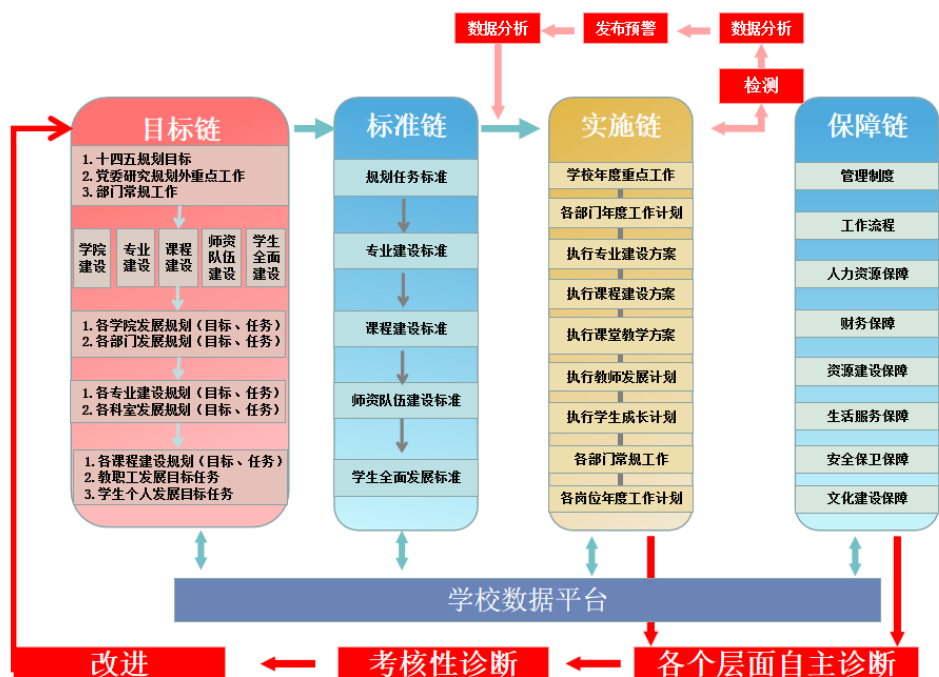 数据分析
发布预警
数据分析
检测
目标链
1. 十四五规划目标
2. 党委研究规划外重点工作
3. 部门常规工作
学院
建设
专业
建设
课程
建设
师资
队伍
建设
学生
全面
建设
1. 各学院发展规划（目标、任务）
2. 各部门发展规划（目标、任务）
1. 各专业建设规划（目标、任务）
2. 各科室发展规划（目标、任务）
1. 各课程建设规划（目标、任务）
2. 教职工发展目标任务
3. 学生个人发展目标任务
标准链
规划任务标准
专业建设标准
课程建设标准
师资队伍建设标准
学生全面发展标准
实施链
学校年度重点工作
各部门年度工作计划
执行专业建设方案
执行课程建设方案
执行课堂教学方案
执行教师发展计划
执行学生成长计划
各部门常规工作
各岗位年度工作计划
保障链
管理制度
工作流程
人力资源保障
财务保障
资源建设保障
生活服务保障
安全保卫保障
文化建设保障
学校数据平台
改进
考核性诊断
各个层面自主诊断